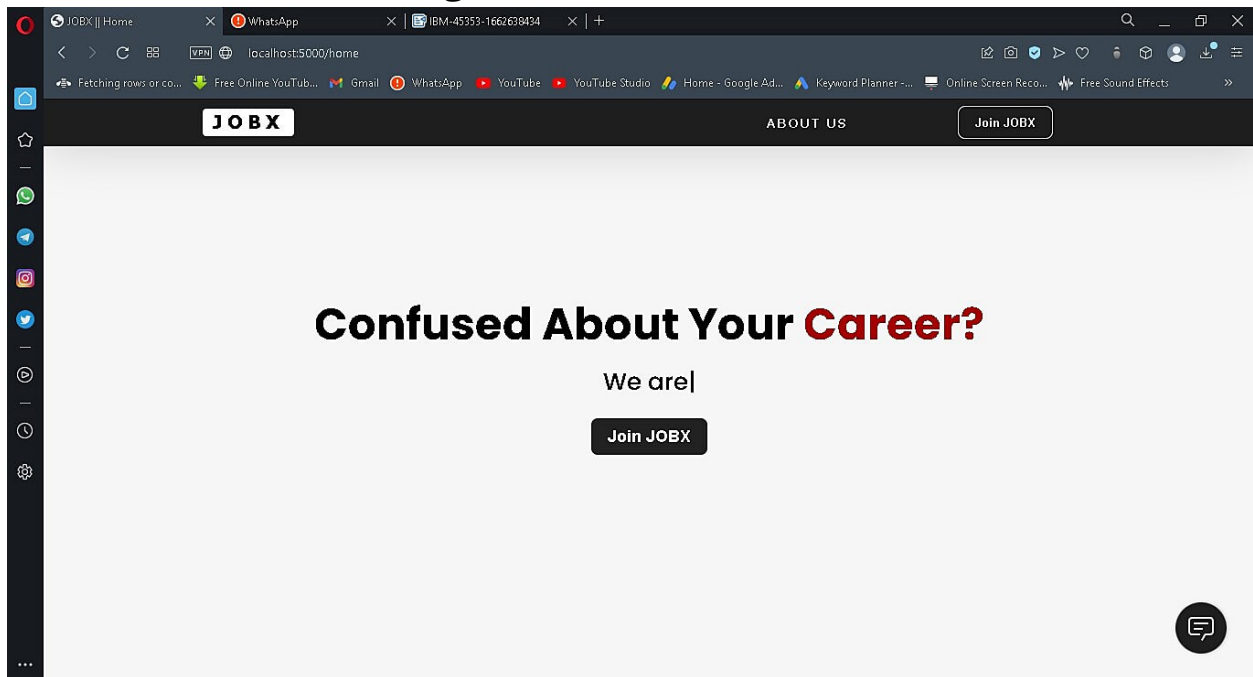 JOBX || Home
WhatsApp
IBM-45353-1662638434
VPN
localhost:5000/home
Fetching rows or co...
Free Online YouTub...
Gmail
WhatsApp
YouTube
YouTube Studio
Home - Google Ad...
Keyword Planner -...
Online Screen Reco...
Free Sound Effects
JOBX
ABOUT US
Join JOBX
Confused About Your Career?
We are|
Join JOBX